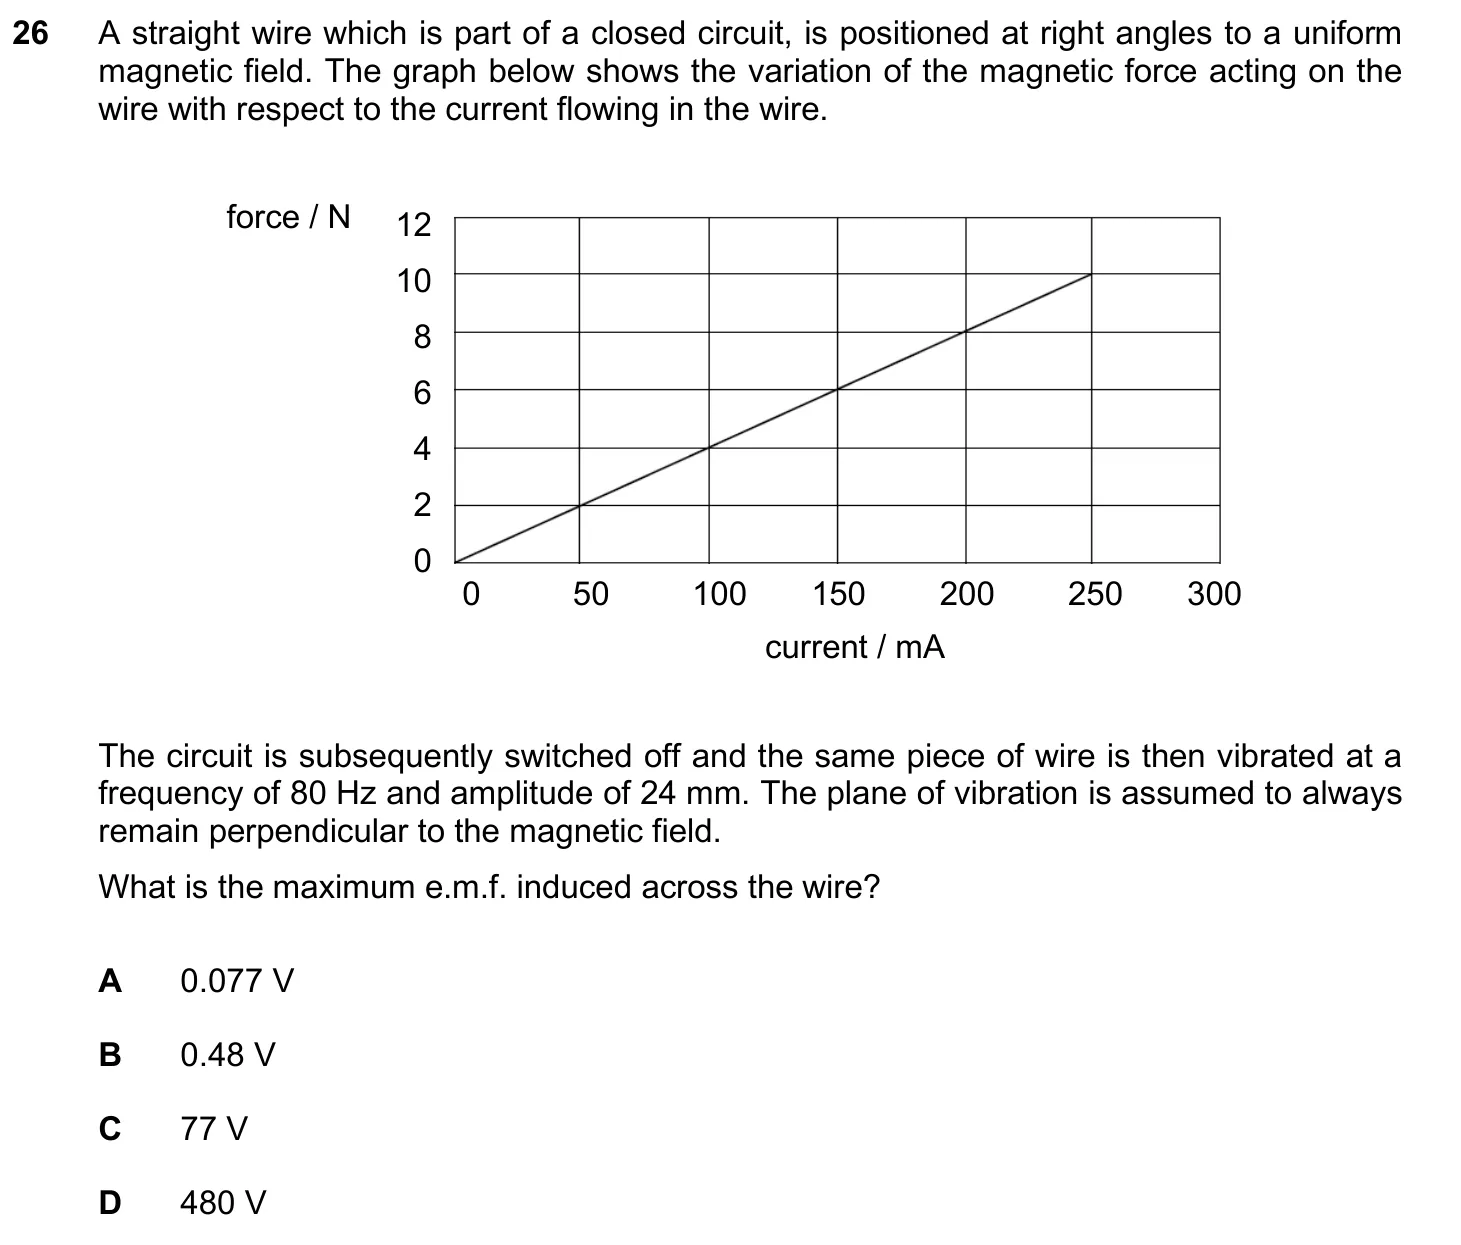 26 A straight wire which is part of a closed circuit, is positioned at right angles to a uniform
magnetic field. The graph below shows the variation of the magnetic force acting on the
wire with respect to the current flowing in the wire.
force / N
12
10
8
6
4
2
0
0 50 100 150 200 250 300
current / mA
The circuit is subsequently switched off and the same piece of wire is then vibrated at a
frequency of 80 Hz and amplitude of 24 mm. The plane of vibration is assumed to always
remain perpendicular to the magnetic field.
What is the maximum e.m.f. induced across the wire?
A 0.077 V
B 0.48 V
C 77 V
D 480 V